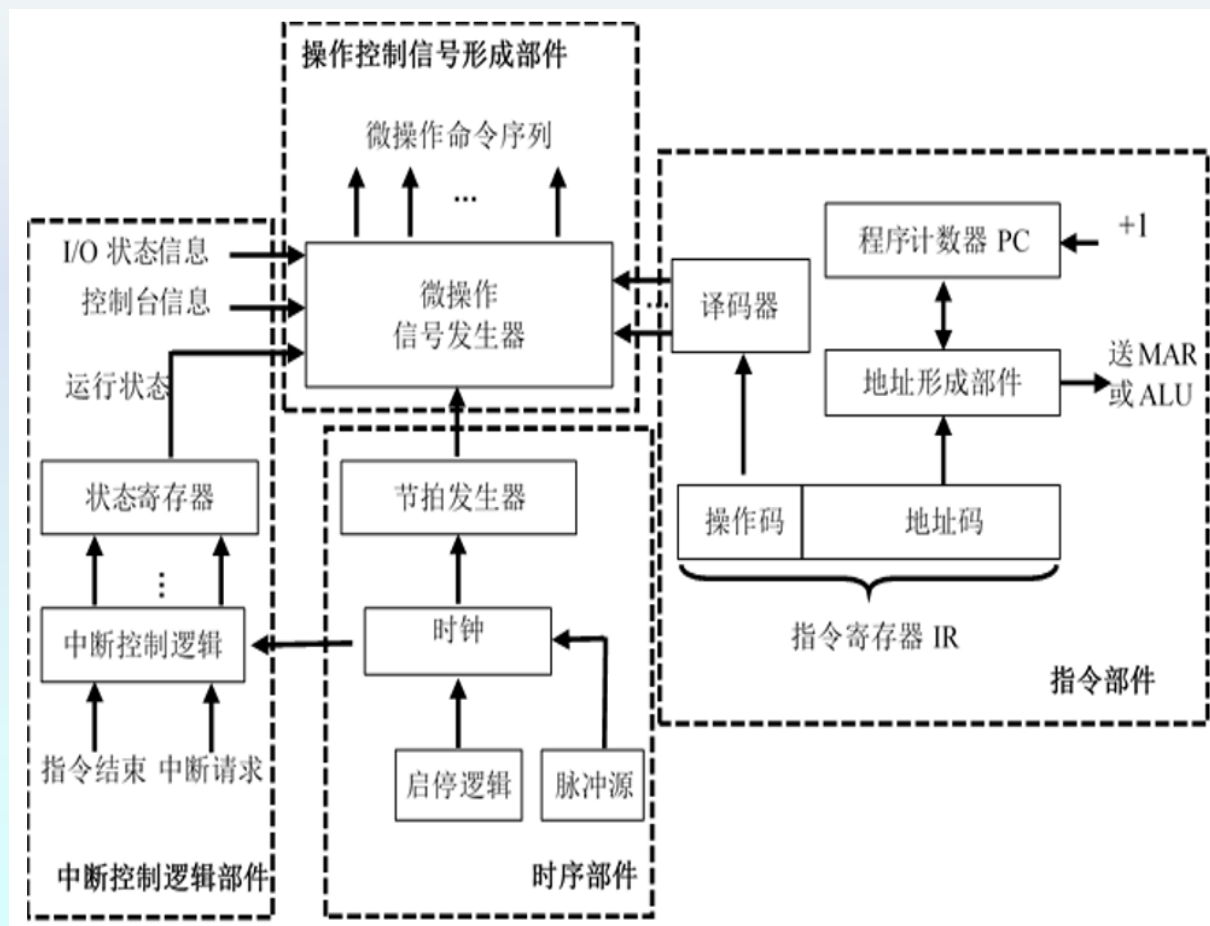 操作控制信号形成部件
微操作命令序列
...
I/O 状态信息
控制台信息
运行状态
微操作
信号发生器
...
译码器
程序计数器 PC
+1
地址形成部件
送 MAR
或 ALU
操作码
地址码
指令寄存器 IR
指令部件
状态寄存器
...
中断控制逻辑
指令结束
中断请求
中断控制逻辑部件
节拍发生器
时钟
启停逻辑
脉冲源
时序部件